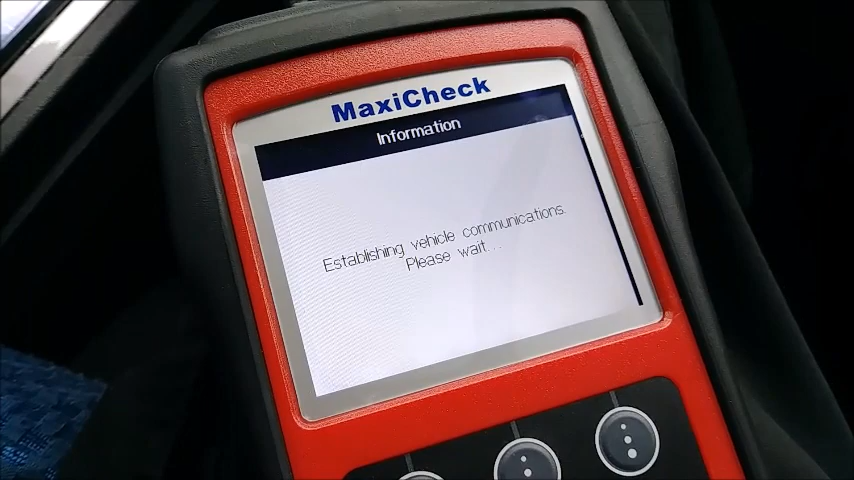 MaxiCheck
Information
Establishing vehicle communications.
Please wait...